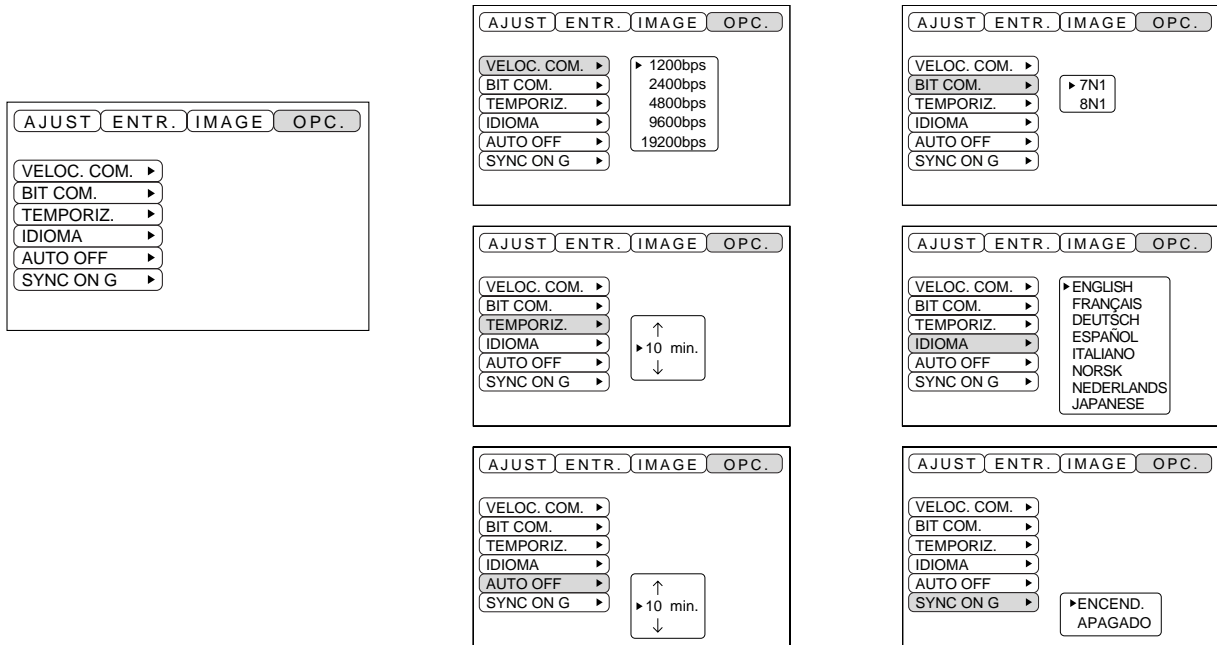 AJUST ENTR. IMAGE OPC.
VELOC. COM.
BIT COM.
TEMPORIZ.
IDIOMA
AUTO OFF
SYNC ON G
AJUST ENTR. IMAGE OPC.
VELOC. COM.
BIT COM.
TEMPORIZ.
IDIOMA
AUTO OFF
SYNC ON G
1200bps
2400bps
4800bps
9600bps
19200bps
AJUST ENTR. IMAGE OPC.
VELOC. COM.
BIT COM.
TEMPORIZ.
IDIOMA
AUTO OFF
SYNC ON G
7N1
8N1
AJUST ENTR. IMAGE OPC.
VELOC. COM.
BIT COM.
TEMPORIZ.
IDIOMA
AUTO OFF
SYNC ON G
10 min.
AJUST ENTR. IMAGE OPC.
VELOC. COM.
BIT COM.
TEMPORIZ.
IDIOMA
AUTO OFF
SYNC ON G
ENGLISH
FRANÇAIS
DEUTSCH
ESPAÑOL
ITALIANO
NORSK
NEDERLANDS
JAPANESE
AJUST ENTR. IMAGE OPC.
VELOC. COM.
BIT COM.
TEMPORIZ.
IDIOMA
AUTO OFF
SYNC ON G
10 min.
AJUST ENTR. IMAGE OPC.
VELOC. COM.
BIT COM.
TEMPORIZ.
IDIOMA
AUTO OFF
SYNC ON G
ENCEND.
APAGADO